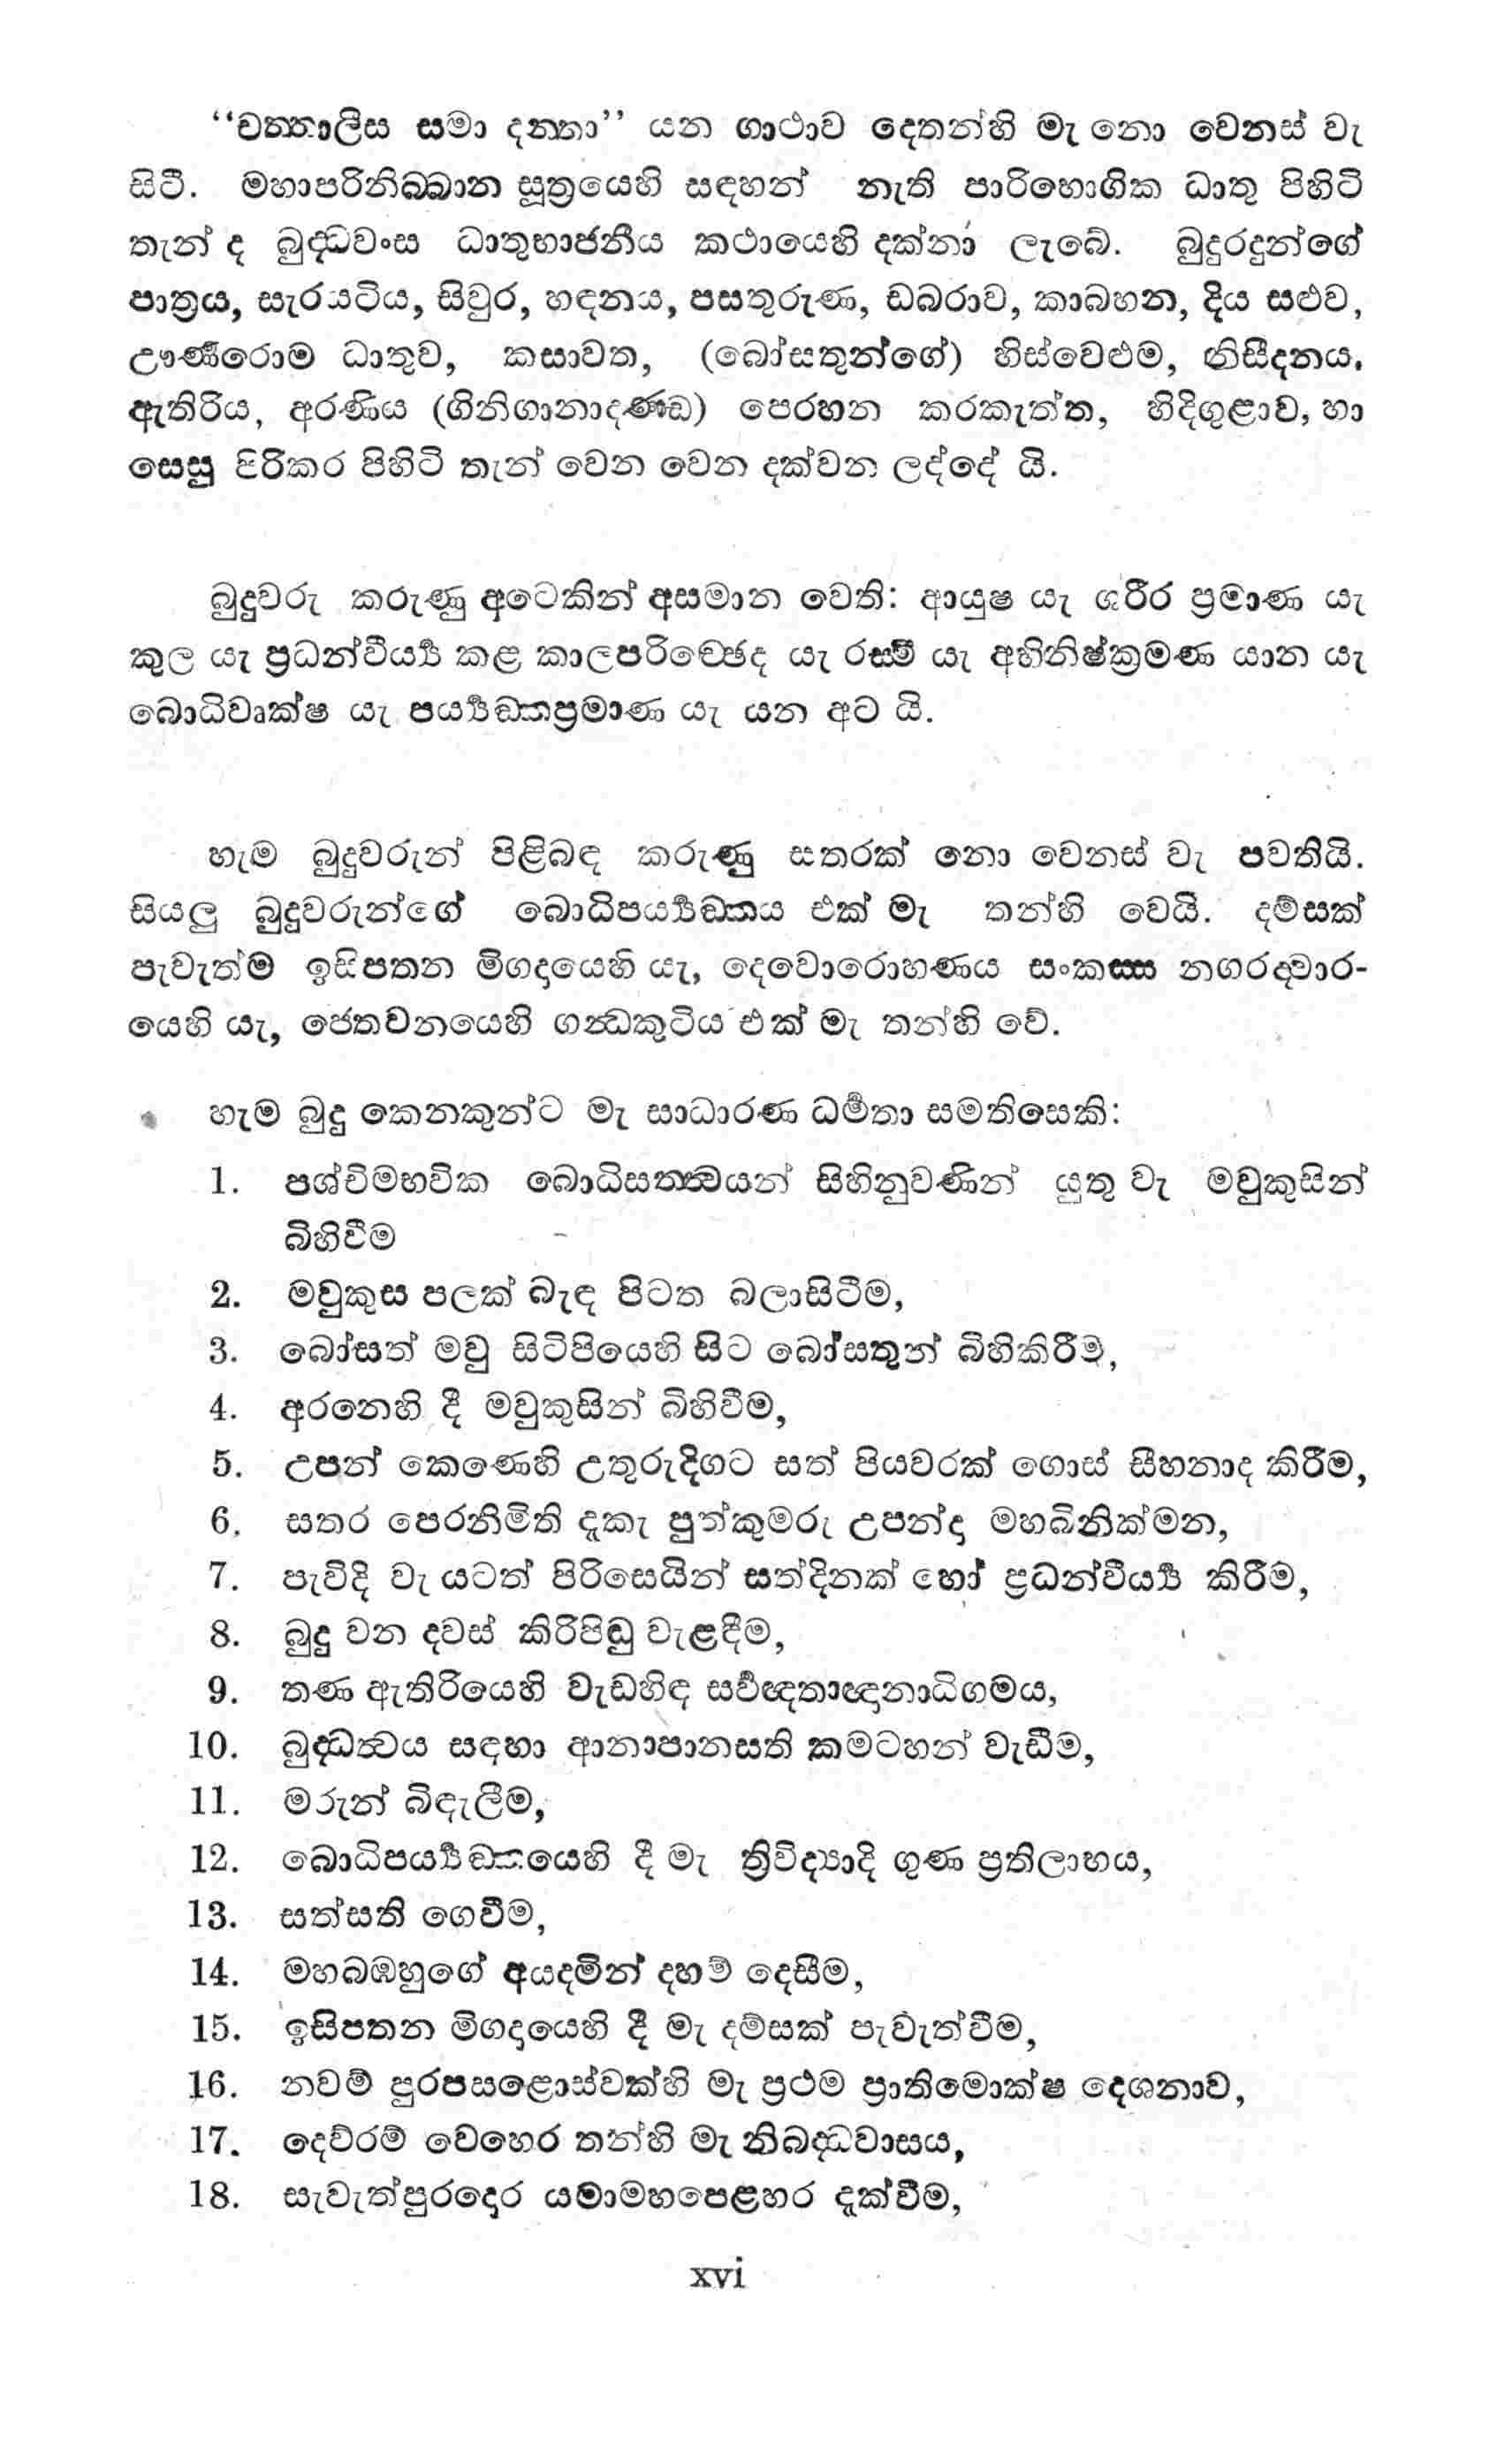 “චත්තාලීස සමා දන්තා” යන ගාථාව දෙතන්හි මැ නො වෙනස් වැ
සිටී. මහාපරිනිබ්බාන සූත්‍රයෙහි සඳහන් නැති පාරිභොගික ධාතු පිහිටි
තැන් ද බුද්ධවංස ධාතුභාජනීය කථායෙහි දක්නා ලැබේ. බුදුරදුන්ගේ
පාත්‍රය, සැරයටිය, සිවුර, හඳනය, පසතුරුණ, ඩබරාව, කාබහන, දිය සළුව,
ඌර්ණරොම ධාතුව, කසාවත, (බෝසතුන්ගේ) හිස්වෙළුම, නිසීදනය,
ඇතිරිය, අරණිය (ගිනිගානාදණ්ඩ) පෙරහන කරකැත්ත, හිදිගුළාව, හා
සෙසු පිරිකර පිහිටි තැන් වෙන වෙන දක්වන ලද්දේ යි.
බුදුවරු කරුණු අටෙකින් අසමාන වෙති: ආයුෂ යැ ශරීර ප්‍රමාණ යැ
කුල යැ ප්‍රධන්වීර්‍ය්‍ය කළ කාලපරිච්ඡෙද යැ රස්මි යැ අභිනිෂ්ක්‍රමණ යාන යැ
බොධිවෘක්ෂ යැ පර්‍ය්‍යඞ්කප්‍රමාණ යැ යන අට යි.
හැම බුදුවරුන් පිළිබඳ කරුණු සතරක් නො වෙනස් වැ පවතියි.
සියලු බුදුවරුන්ගේ බොධිපර්‍ය්‍යඞ්කය එක් මැ තන්හි වෙයි. දම්සක්
පැවැත්ම ඉසිපතන මිගදායෙහි යැ, දෙවොරොහණය සංකස්ස නගරද්වාර-
යෙහි යැ, ජෙතවනයෙහි ගන්ධකුටිය එක් මැ තන්හි වේ.
හැම බුදු කෙනකුන්ට මැ සාධාරණ ධර්මතා සමතිසෙකි:
1. පශ්චිමභවික බොධිසත්ත්වයන් සිහිනුවණින් යුතු වැ මවුකුසින්
බිහිවීම
2. මවුකුස පලක් බැඳ පිටත බලාසිටීම,
3. බෝසත් මවු සිටිපියෙහි සිට බෝසතුන් බිහිකිරීම,
4. අරනෙහි දී මවුකුසින් බිහිවීම,
5. උපන් කෙණෙහි උතුරුදිගට සත් පියවරක් ගොස් සීහනාද කිරීම,
6. සතර පෙරනිමිති දැකැ පුත්කුමරු උපන්දා මහබිනික්මන,
7. පැවිදි වැ යටත් පිරිසෙයින් සත්දිනක් හෝ ප්‍රධන්වීර්‍ය්‍ය කිරීම,
8. බුදු වන දවස් කිරිපිඬු වැළඳීම,
9. තණ ඇතිරියෙහි වැඩහිඳ සර්වඥතාඥානාධිගමය,
10. බුද්ධත්වය සඳහා ආනාපානසති කමටහන් වැඩීම,
11. මරුන් බිඳැලීම,
12. බොධිපර්‍ය්‍යඞ්කයෙහි දී මැ ත්‍රිවිද්‍යාදි ගුණ ප්‍රතිලාභය,
13. සත්සති ගෙවීම,
14. මහබඹහුගේ අයදමින් දහම් දෙසීම,
15. ඉසිපතන මිගදායෙහි දී මැ දම්සක් පැවැත්වීම,
16. නවම් පුරපසළොස්වක්හි මැ ප්‍රථම ප්‍රාතිමොක්ෂ දෙශනාව,
17. දෙව්රම් වෙහෙර තන්හි මැ නිබද්ධවාසය,
18. සැවැත්පුරදොර යමාමහපෙළහර දැක්වීම,
xvi